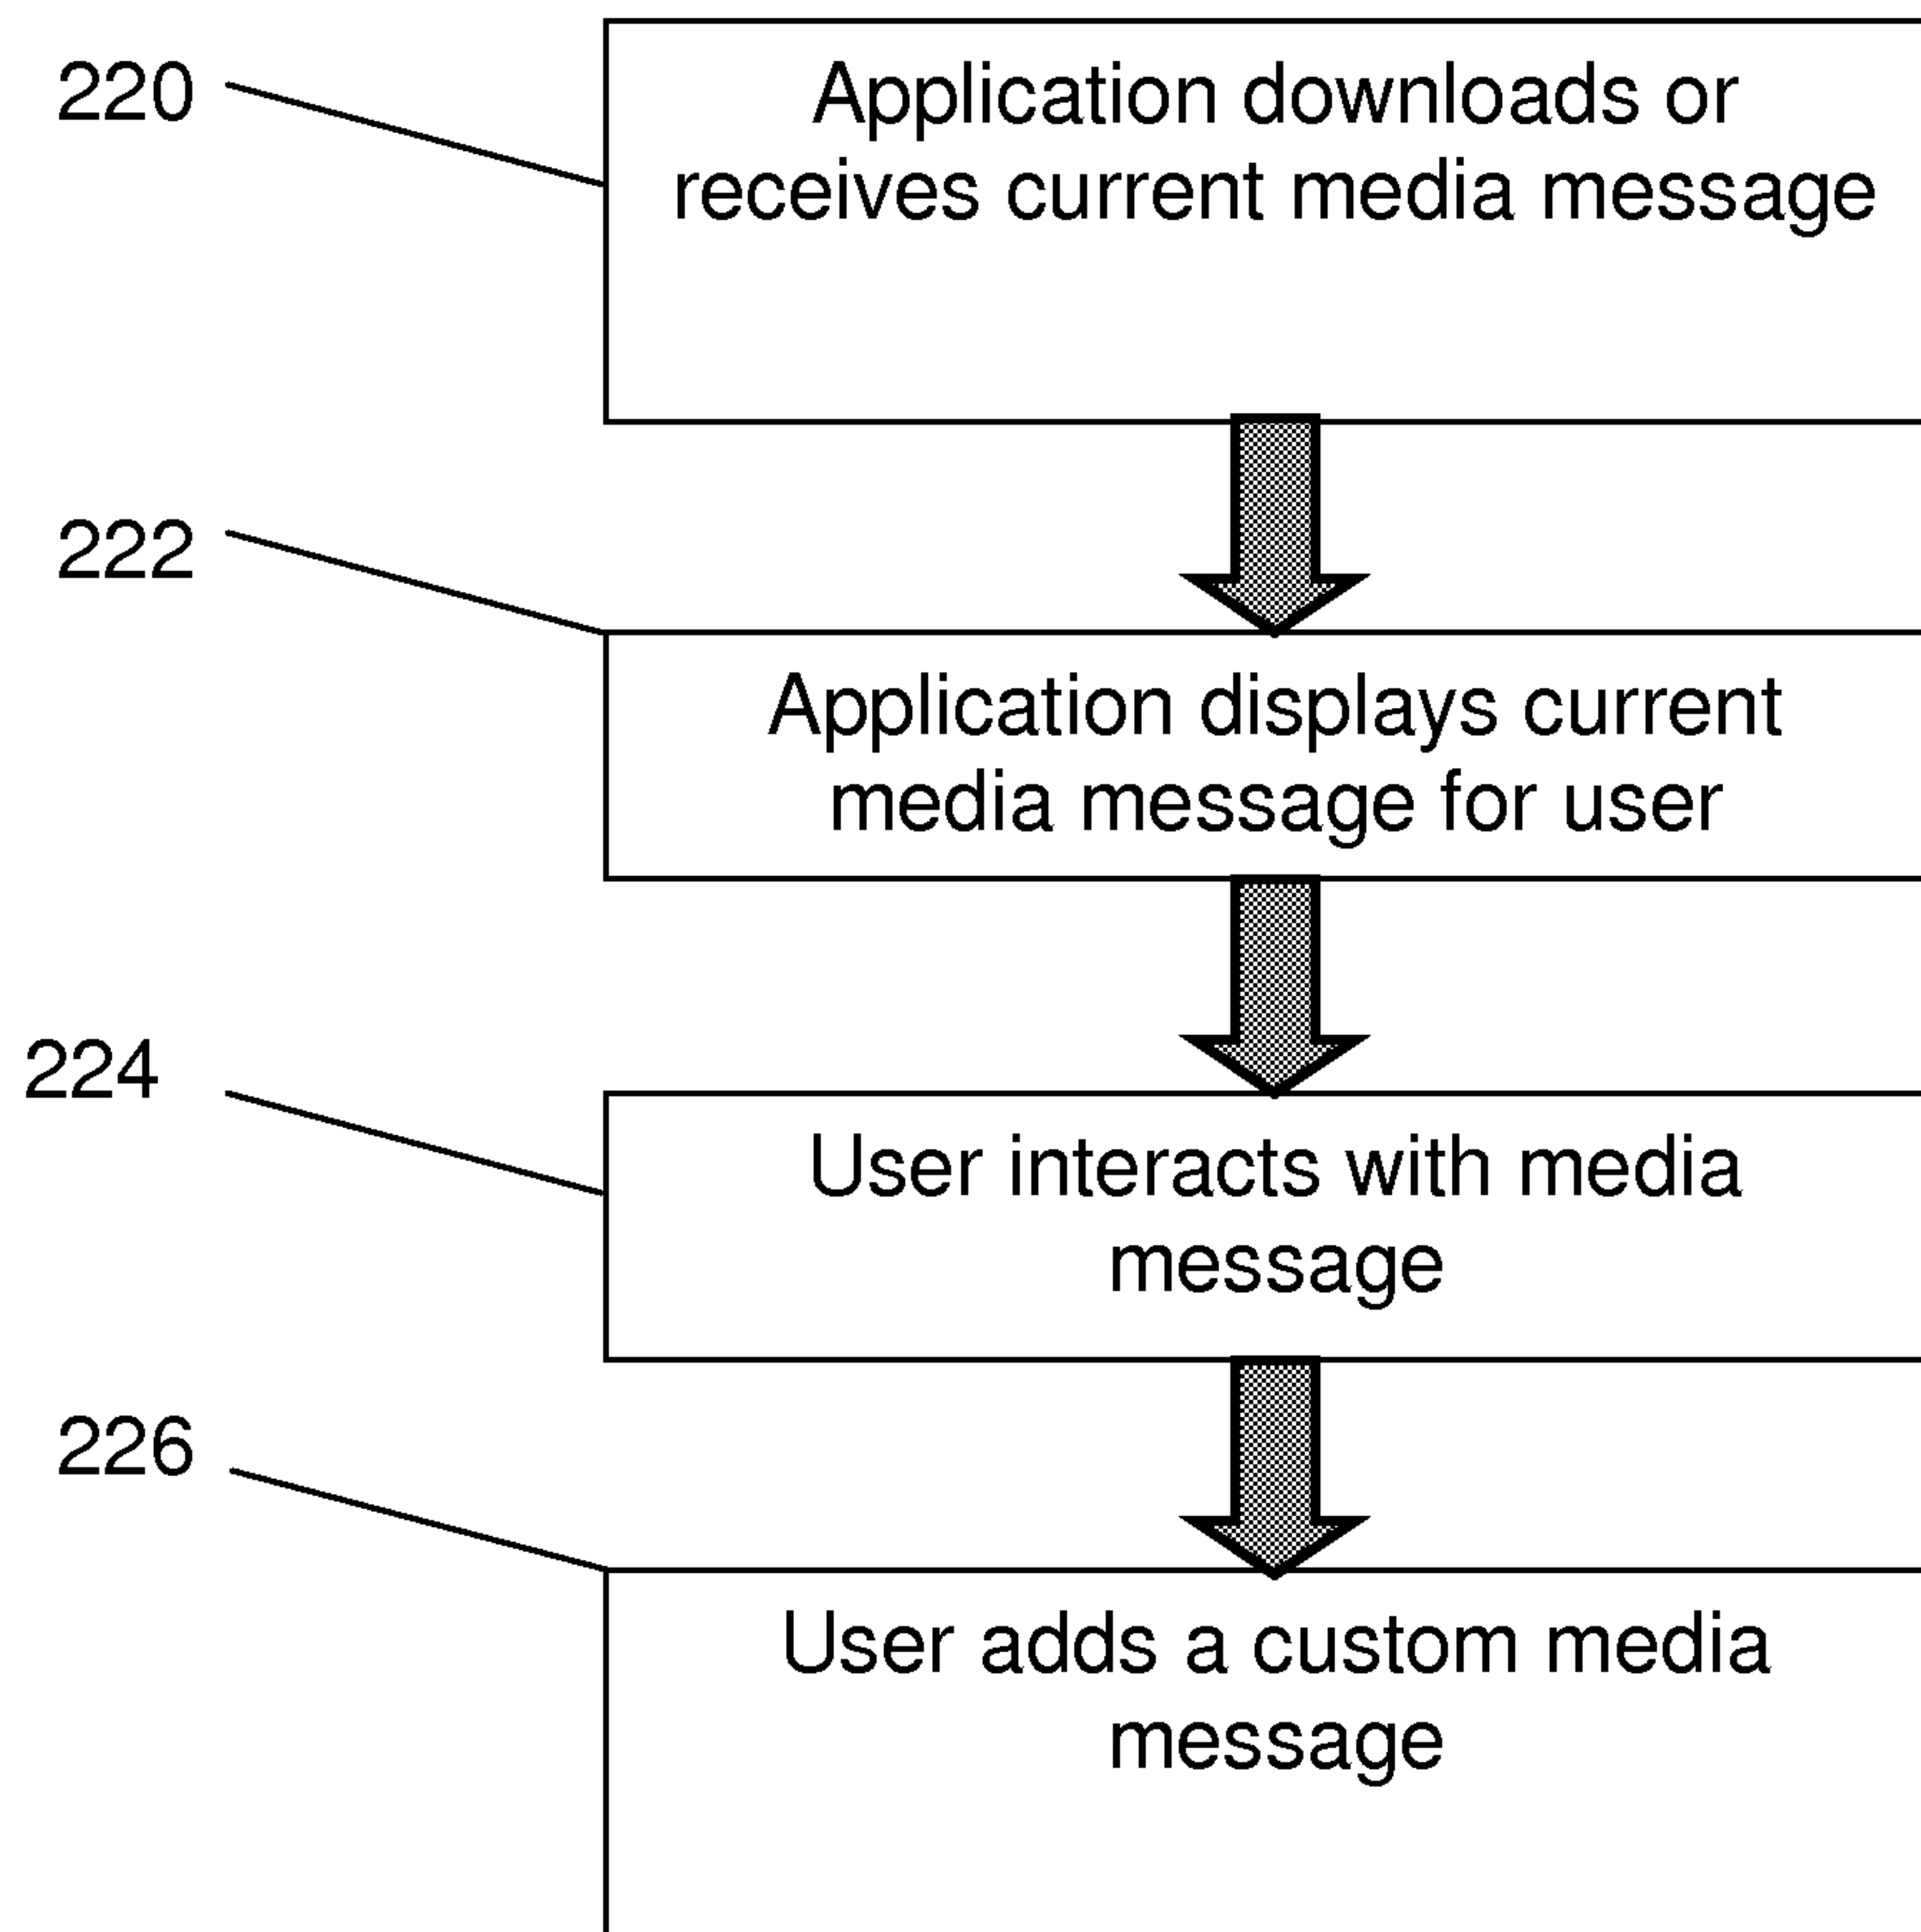 220
Application downloads or
receives current media message
222
Application displays current
media message for user
224
User interacts with media
message
226
User adds a custom media
message